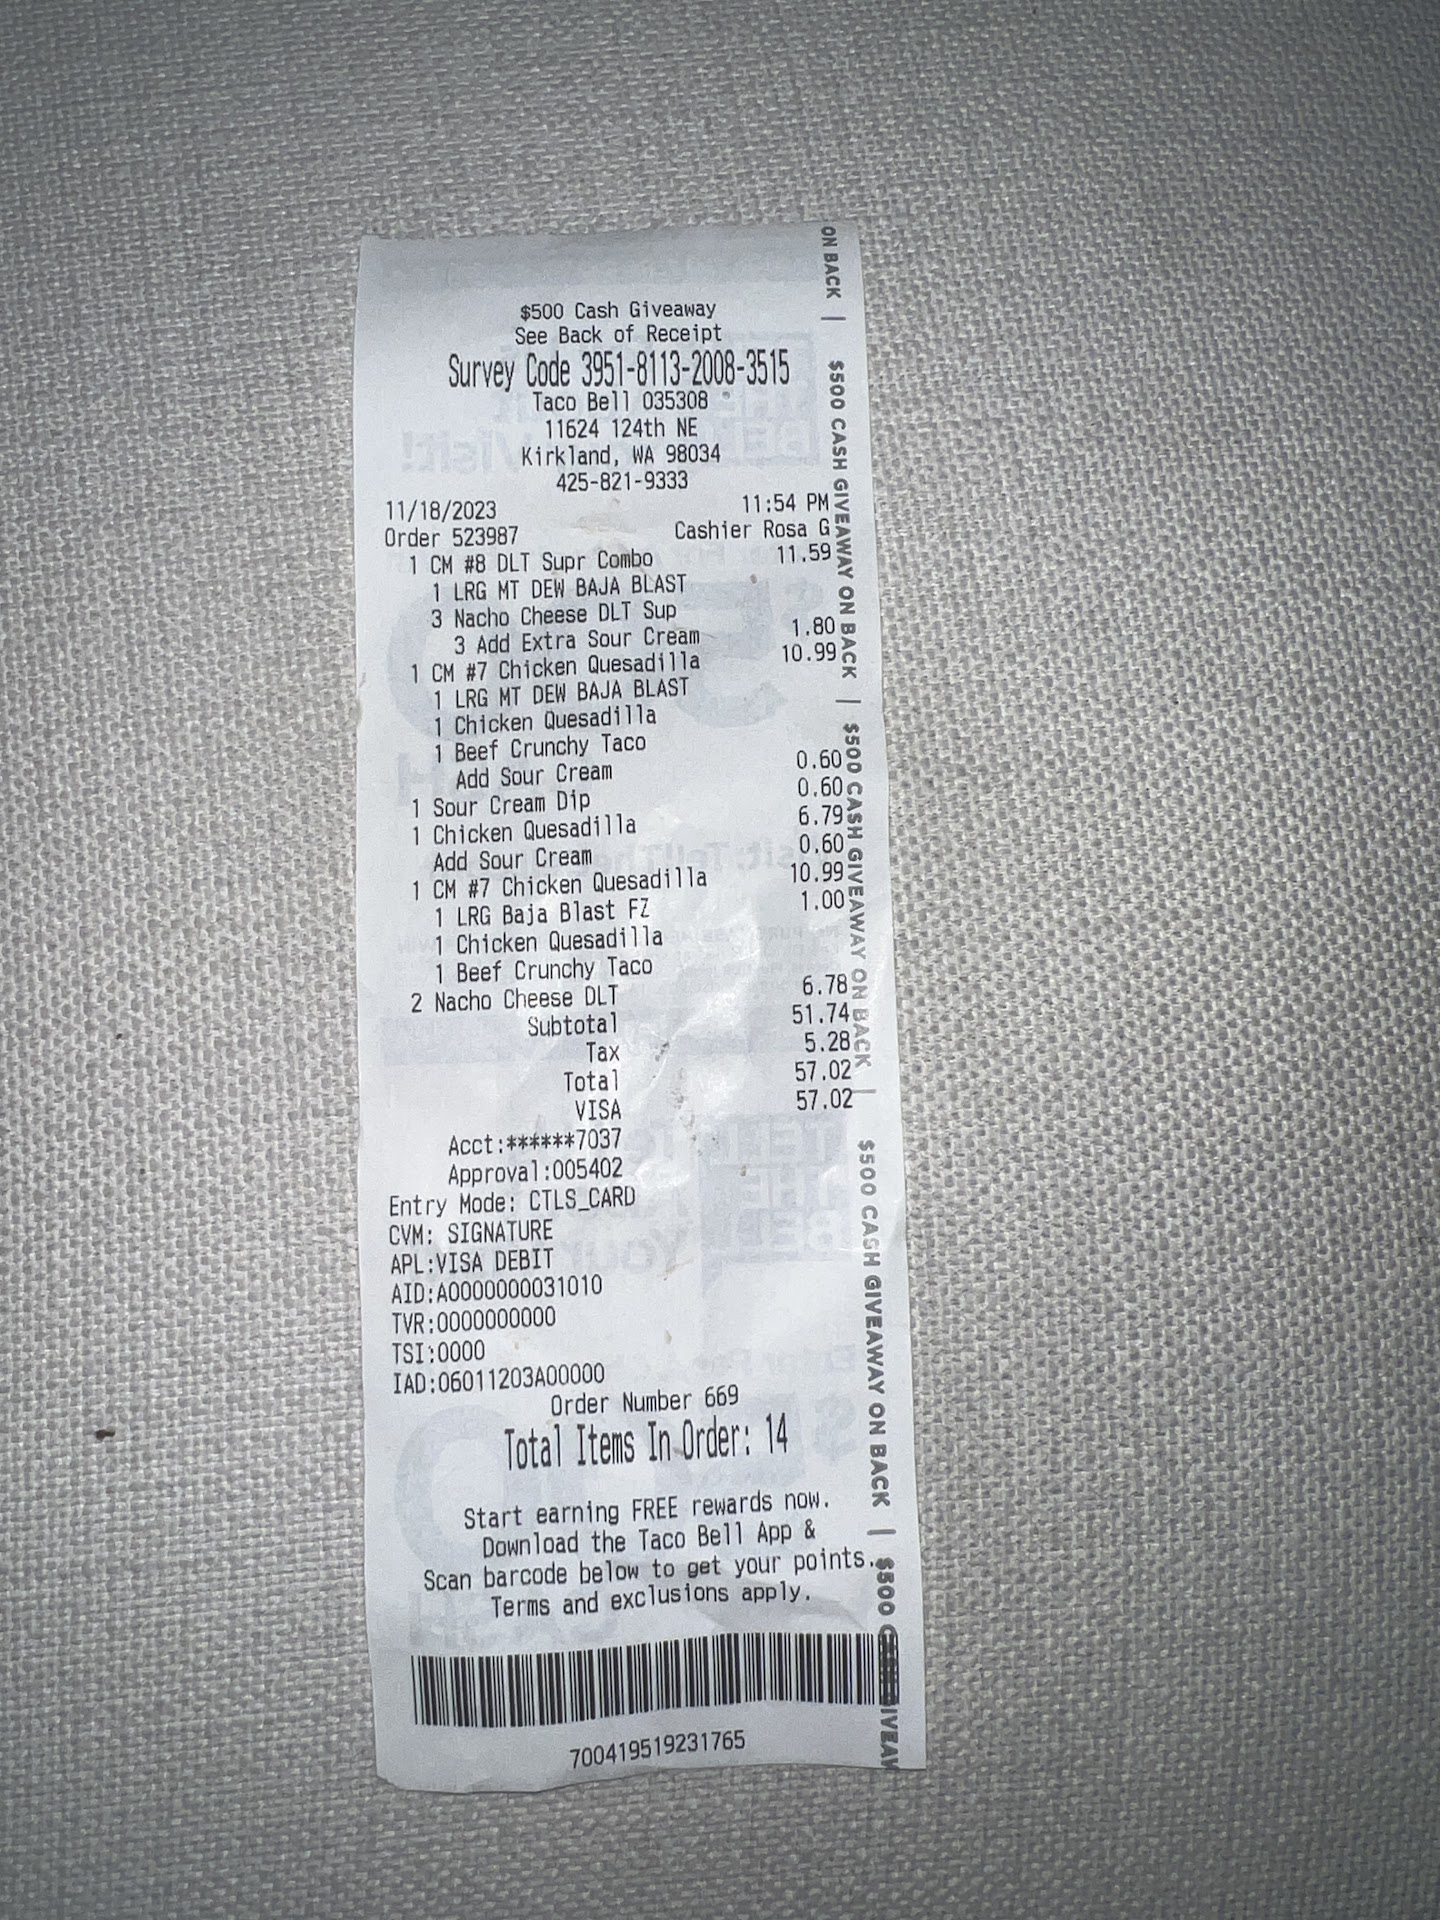 $500 Cash Giveaway
See Back of Receipt
Survey Code 3951-8113-2008-3515
Taco Bell 035308
11624 124th NE
Kirkland, WA 98034
425-821-9333
11/18/2023 11:54 PM
Order 523987 Cashier Rosa G
1 CM #8 DLT Supr Combo 11.59
1 LRG MT DEW BAJA BLAST
3 Nacho Cheese DLT Sup
3 Add Extra Sour Cream 1.80
1 CM #7 Chicken Quesadilla 10.99
1 LRG MT DEW BAJA BLAST
1 Chicken Quesadilla
1 Beef Crunchy Taco
Add Sour Cream 0.60
1 Sour Cream Dip 0.60
1 Chicken Quesadilla 6.79
Add Sour Cream 0.60
1 CM #7 Chicken Quesadilla 10.99
1 LRG Baja Blast FZ 1.00
1 Chicken Quesadilla
1 Beef Crunchy Taco
2 Nacho Cheese DLT 6.78
Subtotal 51.74
Tax 5.28
Total 57.02
VISA 57.02
Acct:******7037
Approval:005402
Entry Mode: CTLS_CARD
CVM: SIGNATURE
APL:VISA DEBIT
AID:A0000000031010
TVR:0000000000
TSI:0000
IAD:06011203A00000
Order Number 669
Total Items In Order: 14
Start earning FREE rewards now.
Download the Taco Bell App &
Scan barcode below to get your points.
Terms and exclusions apply.
700419519231765
ON BACK | $500 CASH GIVEAWAY ON BACK | $500 CASH GIVEAWAY ON BACK | $500 CASH GIVEAWAY ON BACK | $500